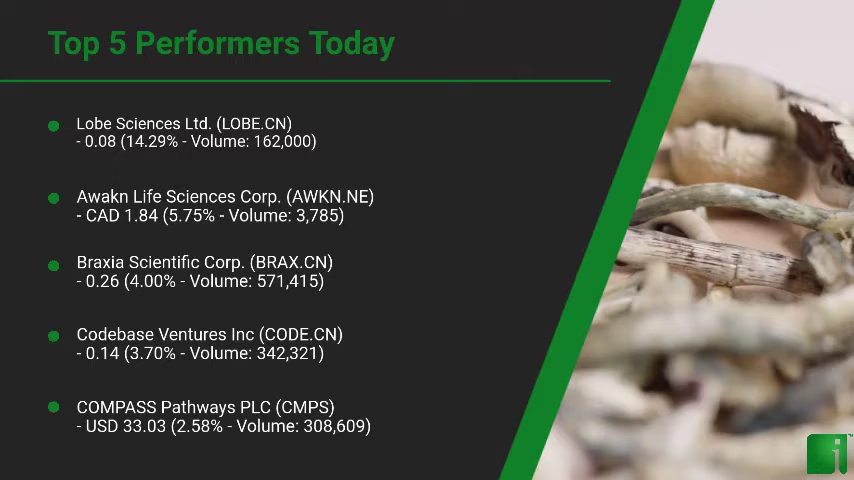 Top 5 Performers Today
Lobe Sciences Ltd. (LOBE.CN)
- 0.08 (14.29% - Volume: 162,000)
Awakn Life Sciences Corp. (AWKN.NE)
- CAD 1.84 (5.75% - Volume: 3,785)
Braxia Scientific Corp. (BRAX.CN)
- 0.26 (4.00% - Volume: 571,415)
Codebase Ventures Inc (CODE.CN)
- 0.14 (3.70% - Volume: 342,321)
COMPASS Pathways PLC (CMPS)
- USD 33.03 (2.58% - Volume: 308,609)
i™